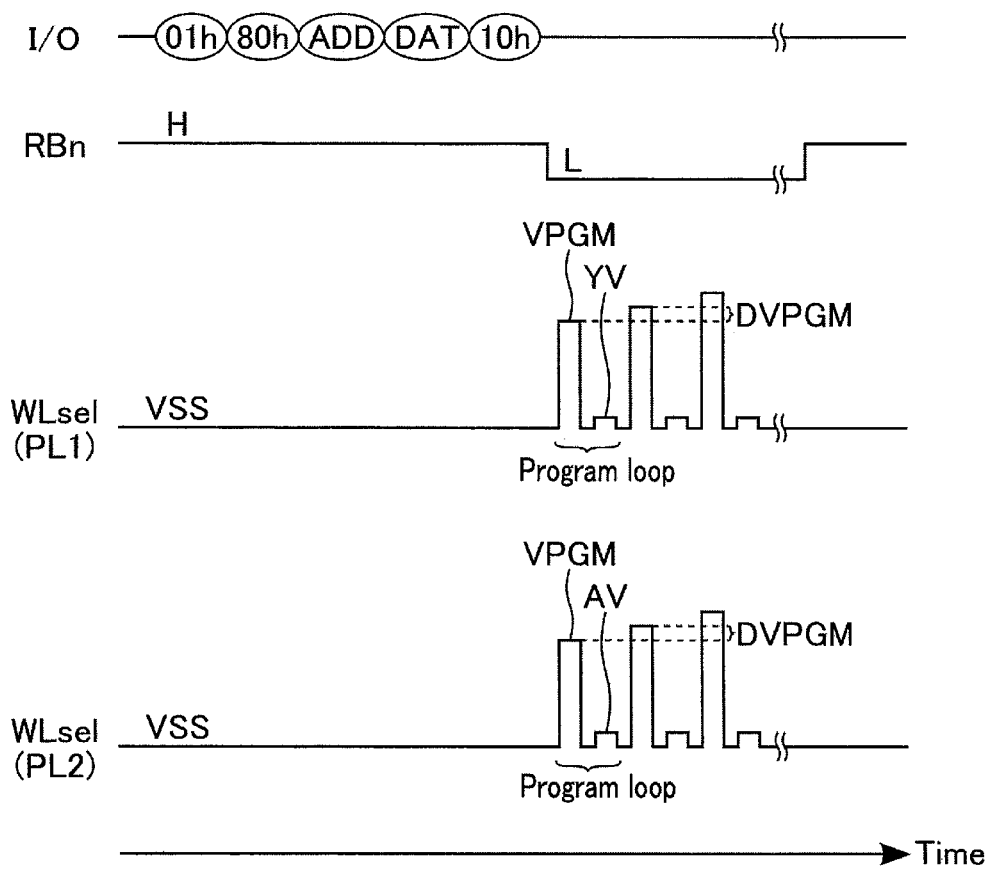 I/O 01h 80h ADD DAT 10h
RBn H L
VPGM
YV
DVPGM
WLsel
(PL1)
VSS
Program loop
VPGM
AV
DVPGM
WLsel
(PL2)
VSS
Program loop
Time